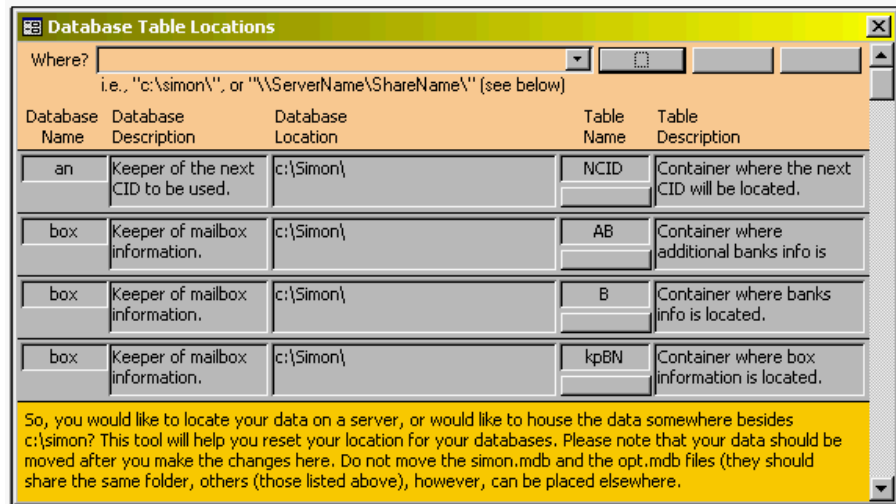 Database Table Locations
Where?
i.e., "c:\simon\", or "\\ServerName\ShareName\" (see below)
Database Name Database Description Database Location Table Name Table Description
an Keeper of the next CID to be used. c:\Simon\ NCID Container where the next CID will be located.
box Keeper of mailbox information. c:\Simon\ AB Container where additional banks info is
box Keeper of mailbox information. c:\Simon\ B Container where banks info is located.
box Keeper of mailbox information. c:\Simon\ kpBN Container where box information is located.
So, you would like to locate your data on a server, or would like to house the data somewhere besides
c:\simon? This tool will help you reset your location for your databases. Please note that your data should be
moved after you make the changes here. Do not move the simon.mdb and the opt.mdb files (they should
share the same folder, others (those listed above), however, can be placed elsewhere.